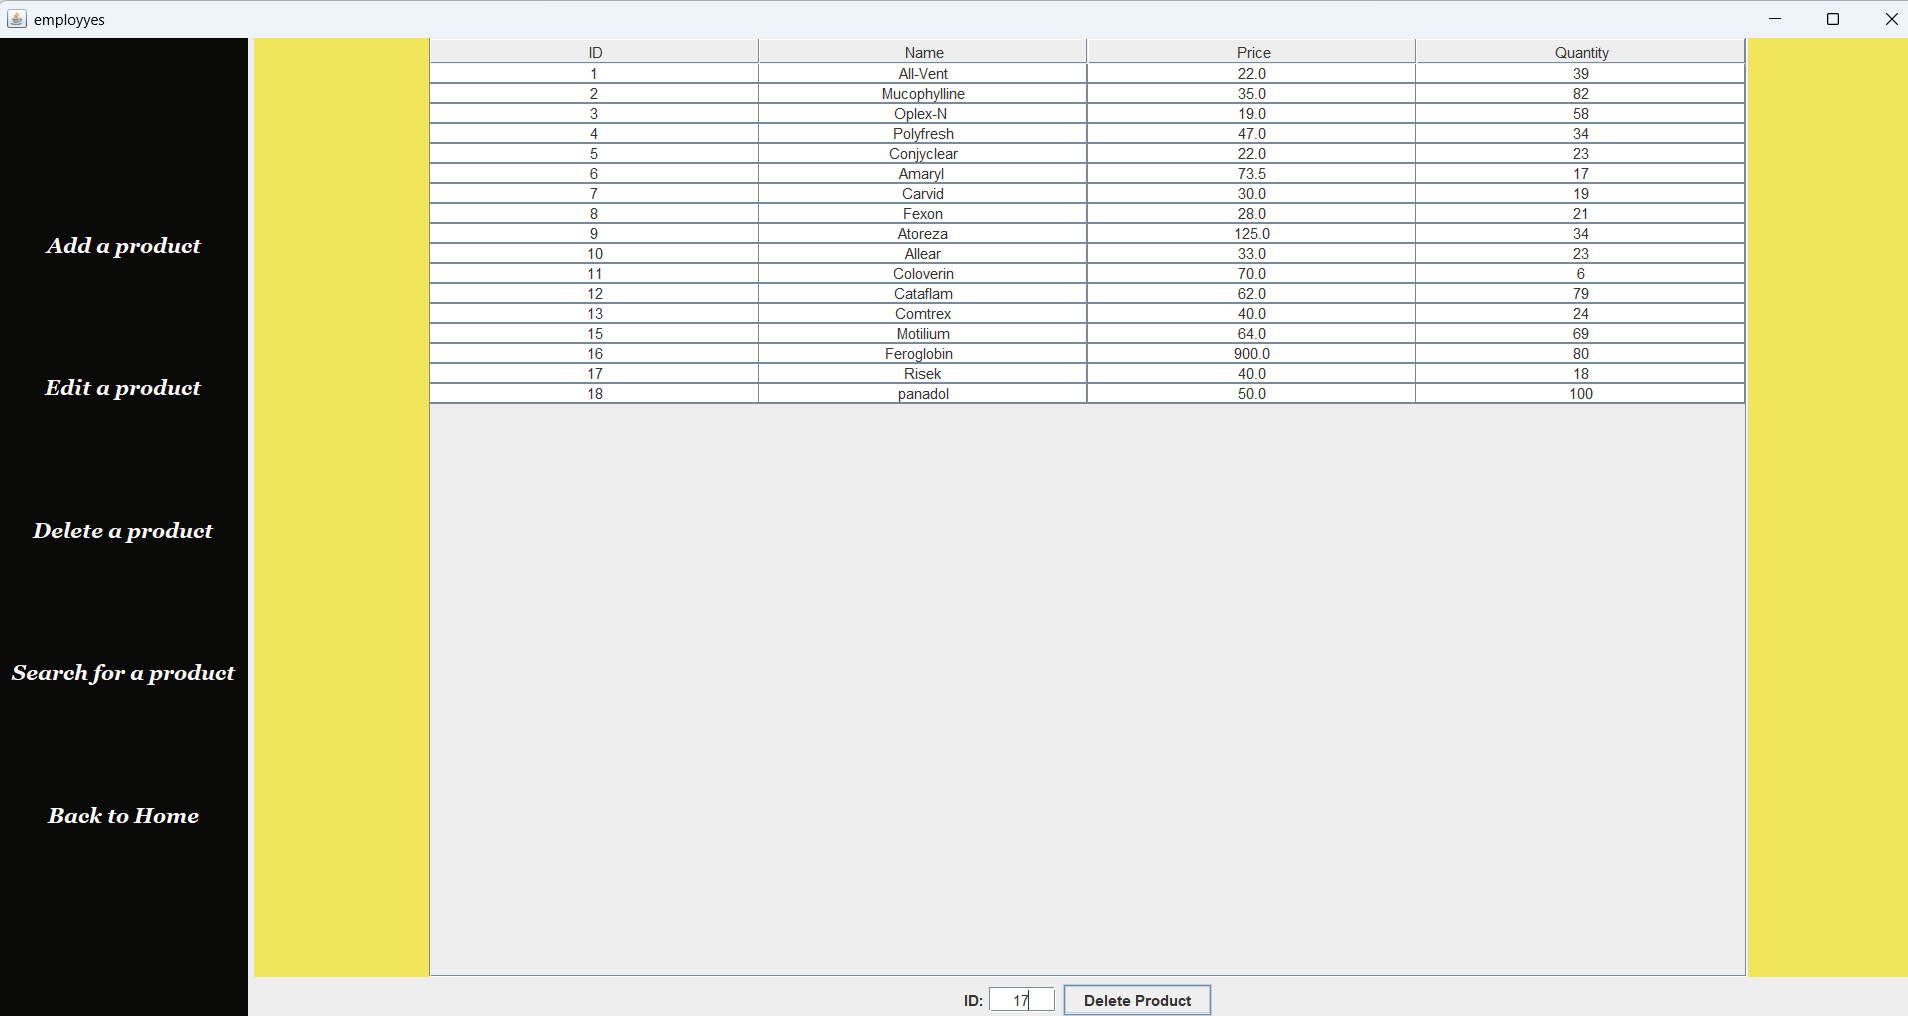 employyes
Add a product
Edit a product
Delete a product
Search for a product
Back to Home
ID Name Price Quantity
1 All-Vent 22.0 39
2 Mucophylline 35.0 82
3 Oplex-N 19.0 58
4 Polyfresh 47.0 34
5 Conjyclear 22.0 23
6 Amaryl 73.5 17
7 Carvid 30.0 19
8 Fexon 28.0 21
9 Atoreza 125.0 34
10 Allear 33.0 23
11 Coloverin 70.0 6
12 Cataflam 62.0 79
13 Comtrex 40.0 24
15 Motilium 64.0 69
16 Feroglobin 900.0 80
17 Risek 40.0 18
18 panadol 50.0 100
ID: 17 Delete Product